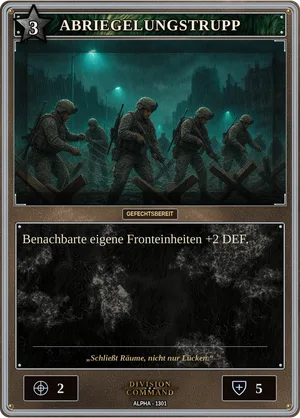 3
ABRIEGELUNGSTRUPP
GEFECHTSBEREIT
Benachbarte eigene Fronteinheiten +2 DEF.
„Schließt Räume, nicht nur Lücken.“
2
DIVISION
COMMAND
ALPHA - 1301
5